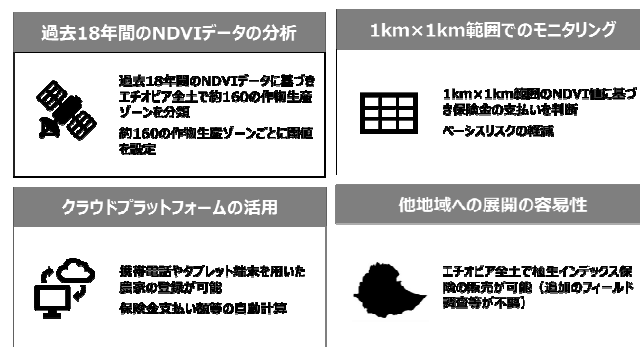 過去18年間のNDVIデータの分析
過去18年間のNDVIデータに基づき
エチオピア全土で約160の作物生産
ゾーンを分類
約160の作物生産ゾーンごとに閾値
を設定
1km×1km範囲でのモニタリング
1km×1km範囲のNDVI値に基づ
き保険金の支払いを判断
ベーシスリスクの軽減
クラウドプラットフォームの活用
携帯電話やタブレット端末を用いた
農家の登録が可能
保険金支払い額等の自動計算
他地域への展開の容易性
エチオピア全土で植生インデックス保
険の販売が可能（追加のフィールド
調査等が不要）